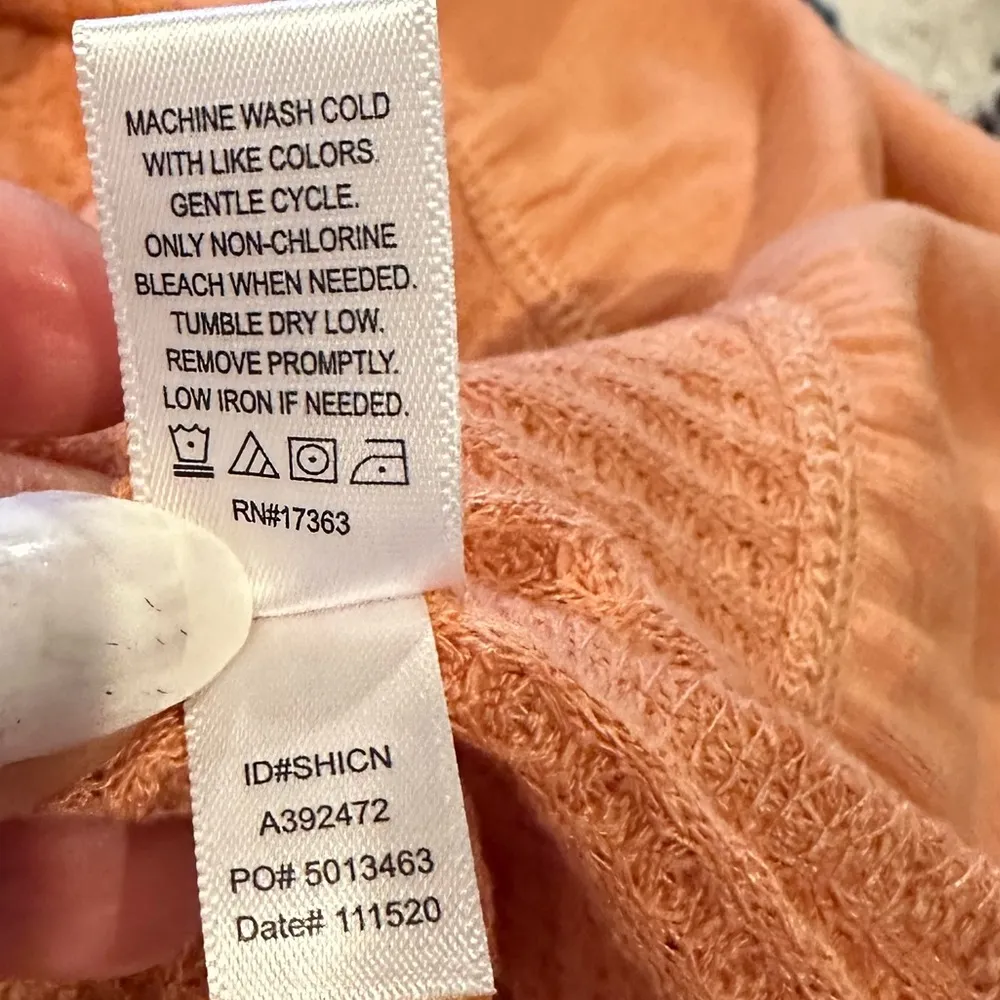 MACHINE WASH COLD
WITH LIKE COLORS.
GENTLE CYCLE.
ONLY NON-CHLORINE
BLEACH WHEN NEEDED.
TUMBLE DRY LOW.
REMOVE PROMPTLY.
LOW IRON IF NEEDED.
RN#17363
ID#SHICN
A392472
PO# 5013463
Date# 111520